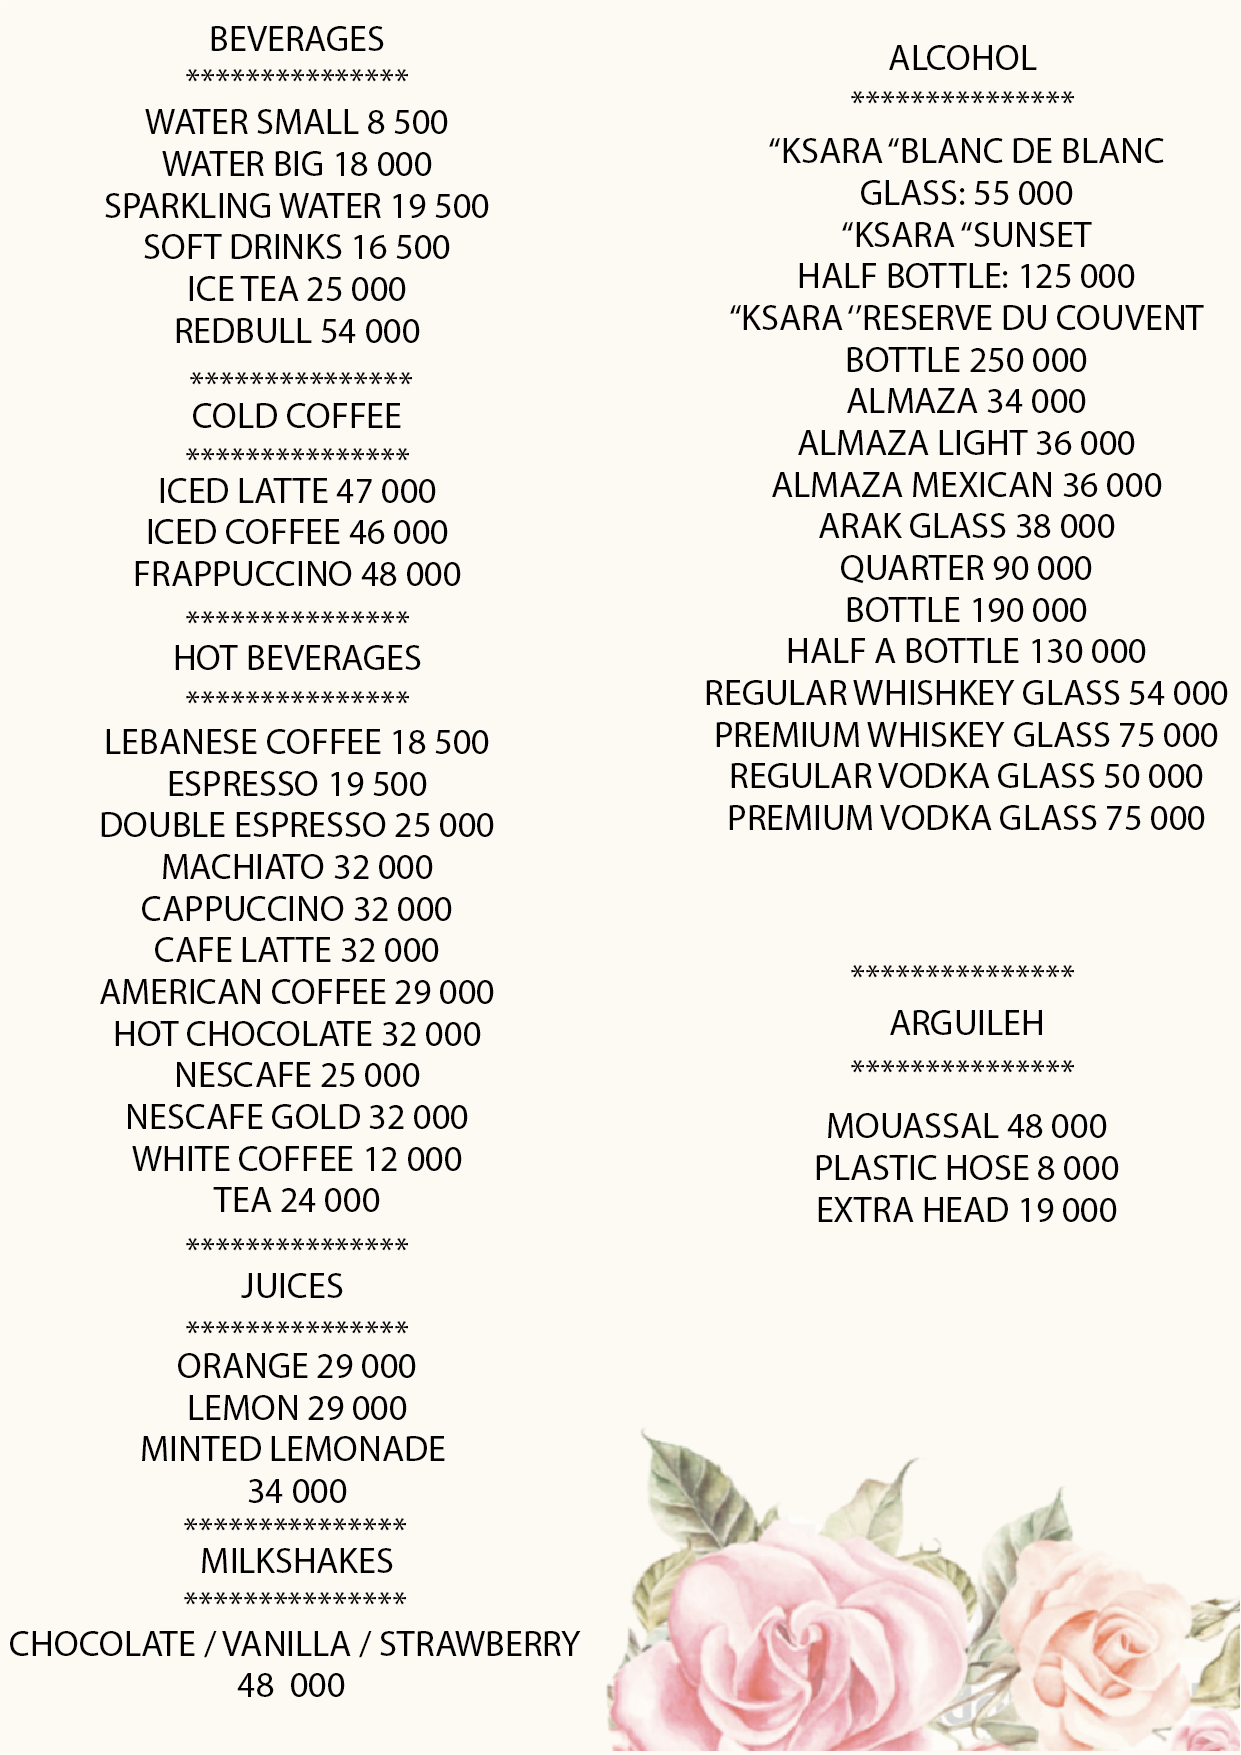 BEVERAGES
***************
WATER SMALL 8 500
WATER BIG 18 000
SPARKLING WATER 19 500
SOFT DRINKS 16 500
ICE TEA 25 000
REDBULL 54 000
***************
COLD COFFEE
***************
ICED LATTE 47 000
ICED COFFEE 46 000
FRAPPUCCINO 48 000
***************
HOT BEVERAGES
***************
LEBANESE COFFEE 18 500
ESPRESSO 19 500
DOUBLE ESPRESSO 25 000
MACHIATO 32 000
CAPPUCCINO 32 000
CAFE LATTE 32 000
AMERICAN COFFEE 29 000
HOT CHOCOLATE 32 000
NESCAFE 25 000
NESCAFE GOLD 32 000
WHITE COFFEE 12 000
TEA 24 000
***************
JUICES
***************
ORANGE 29 000
LEMON 29 000
MINTED LEMONADE
34 000
***************
MILKSHAKES
***************
CHOCOLATE / VANILLA / STRAWBERRY
48 000
ALCOHOL
***************
“KSARA “BLANC DE BLANC
GLASS: 55 000
“KSARA “SUNSET
HALF BOTTLE: 125 000
“KSARA ‘’RESERVE DU COUVENT
BOTTLE 250 000
ALMAZA 34 000
ALMAZA LIGHT 36 000
ALMAZA MEXICAN 36 000
ARAK GLASS 38 000
QUARTER 90 000
BOTTLE 190 000
HALF A BOTTLE 130 000
REGULAR WHISHKEY GLASS 54 000
PREMIUM WHISKEY GLASS 75 000
REGULAR VODKA GLASS 50 000
PREMIUM VODKA GLASS 75 000
***************
ARGUILEH
***************
MOUASSAL 48 000
PLASTIC HOSE 8 000
EXTRA HEAD 19 000